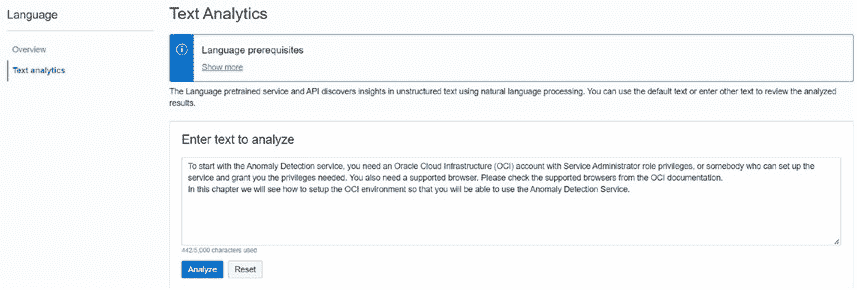 Language
Overview
Text analytics
Text Analytics
Language prerequisites
Show more
The Language pretrained service and API discovers insights in unstructured text using natural language processing. You can use the default text or enter other text to review the analyzed
results.
Enter text to analyze
To start with the Anomaly Detection service, you need an Oracle Cloud Infrastructure (OCI) account with Service Administrator role privileges, or somebody who can set up the
service and grant you the privileges needed. You also need a supported browser. Please check the supported browsers from the OCI documentation.
In this chapter we will see how to setup the OCI environment so that you will be able to use the Anomaly Detection Service.
442/5,000 characters used
Analyze
Reset